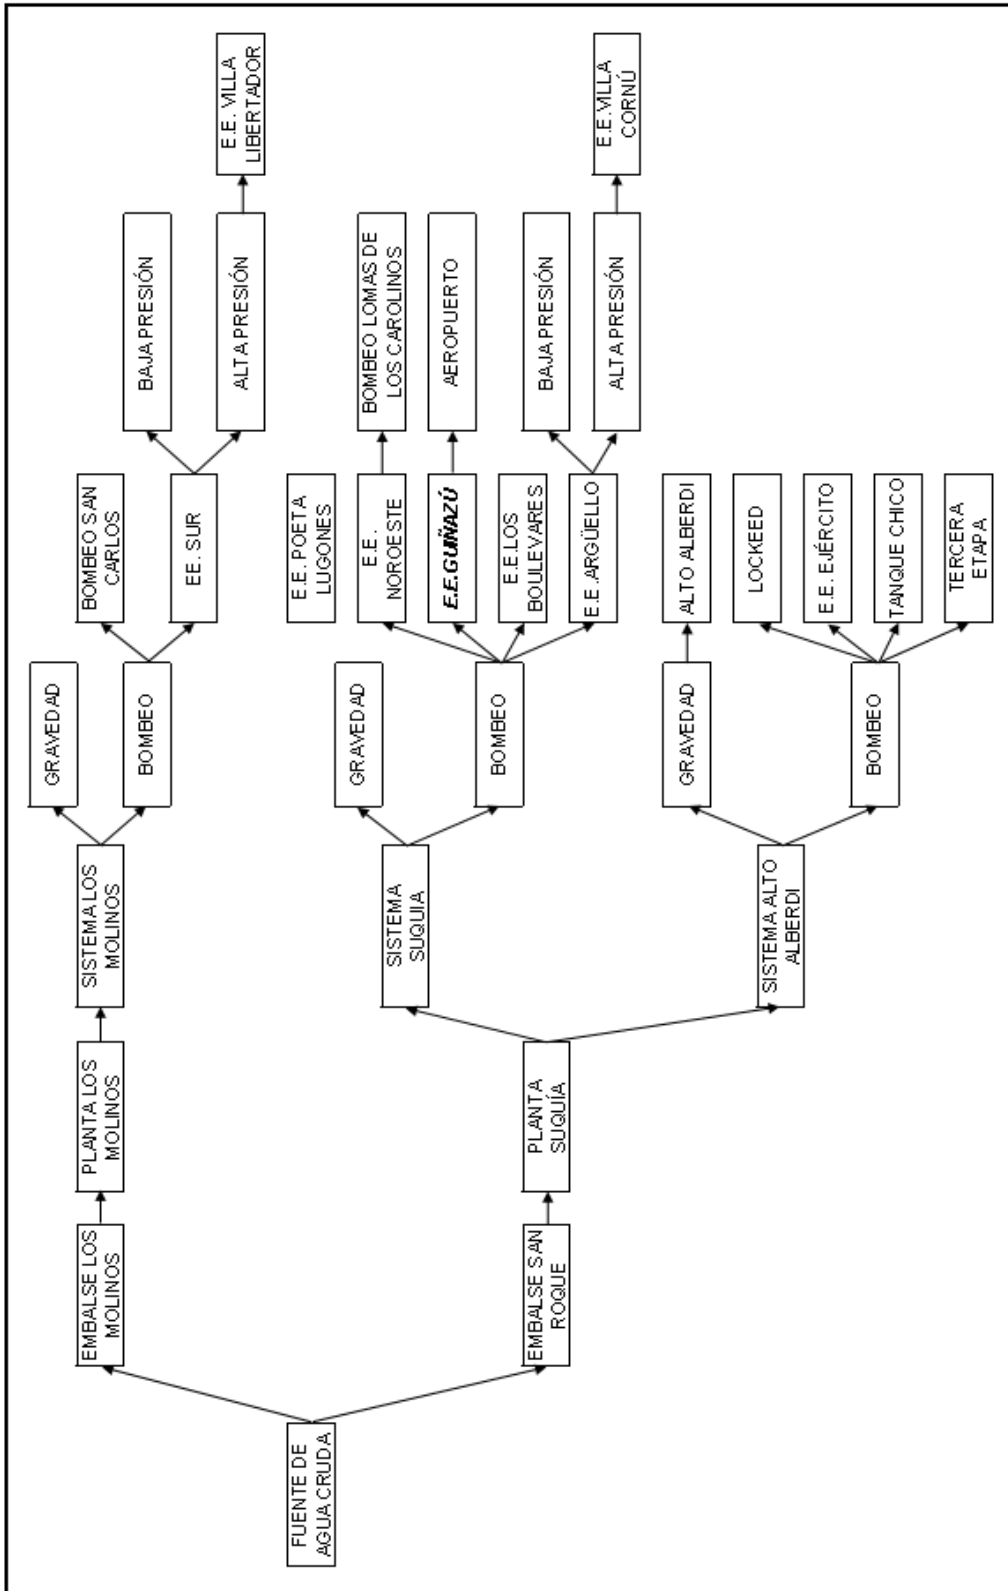 FUENTE DE
AGUA CRUDA
EMBALSE LOS
MOLINOS
EMBALSE SAN
ROQUE
PLANTA LOS
MOLINOS
PLANTA
SUQUÍA
SISTEMA LOS
MOLINOS
SISTEMA
SUQUIA
SISTEMA ALTO
ALBERDI
GRAVEDAD
BOMBEO
GRAVEDAD
BOMBEO
GRAVEDAD
BOMBEO
BOMBEO SAN
CARLOS
EE. SUR
E.E. POETA
LUGONES
E.E.
NOROESTE
E.E.GUIÑAZÚ
E.E.LOS
BOULEVARES
E.E. ARGÜELLO
ALTO ALBERDI
LOCKEED
E.E. EJÉRCITO
TANQUE CHICO
TERCERA
ETAPA
BAJA PRESIÓN
ALTA PRESIÓN
BOMBEO LOMAS DE
LOS CAROLINOS
AEROPUERTO
BAJA PRESIÓN
ALTA PRESIÓN
E.E. VILLA
LIBERTADOR
E.E.VILLA
CORNÚ